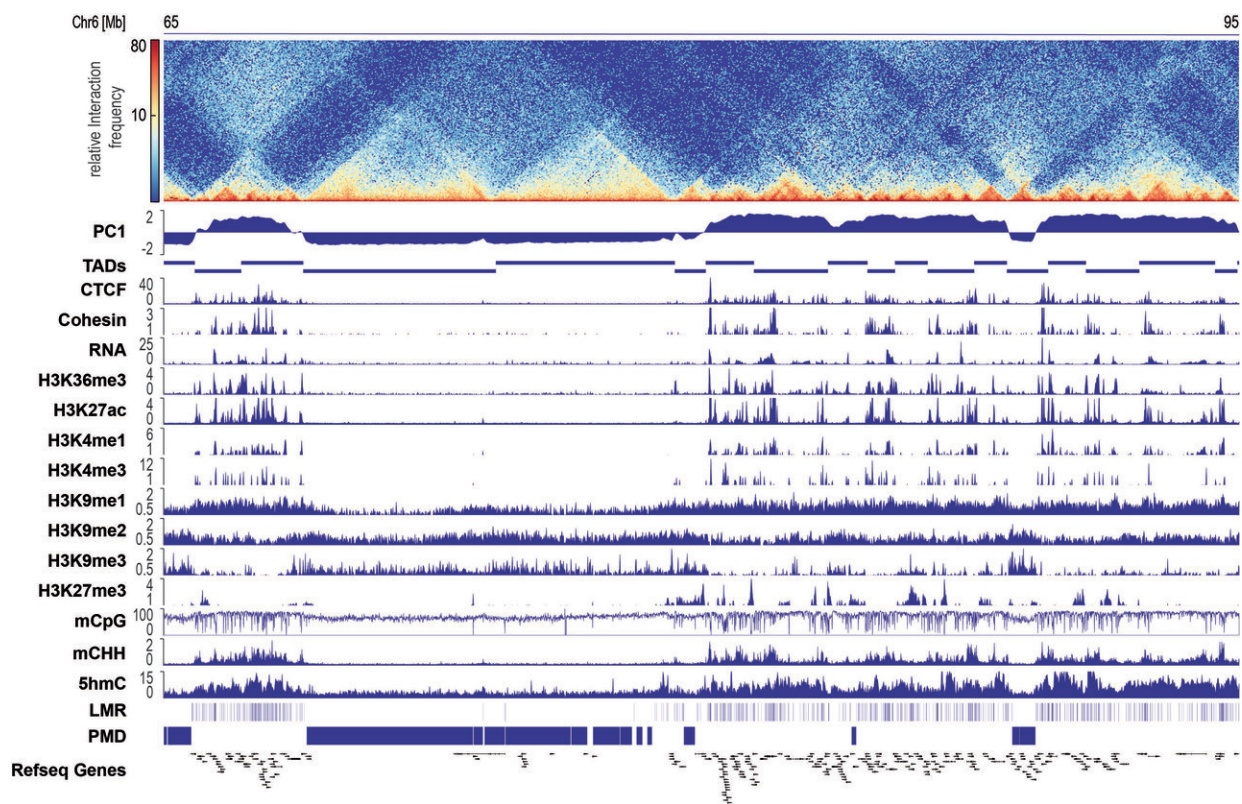 Chr6 [Mb] 65 95
80
10
relative Interaction
frequency
2
PC1
-2
TADs
40
CTCF
0
3
Cohesin
1
25
RNA
0
4
H3K36me3
0
4
H3K27ac
0
6
H3K4me1
1
12
H3K4me3
1
2
H3K9me1
0.5
2
H3K9me2
0.5
2
H3K9me3
0.5
4
H3K27me3
1
100
mCpG
0
2
mCHH
0
15
5hmC
0
LMR
PMD
Refseq Genes